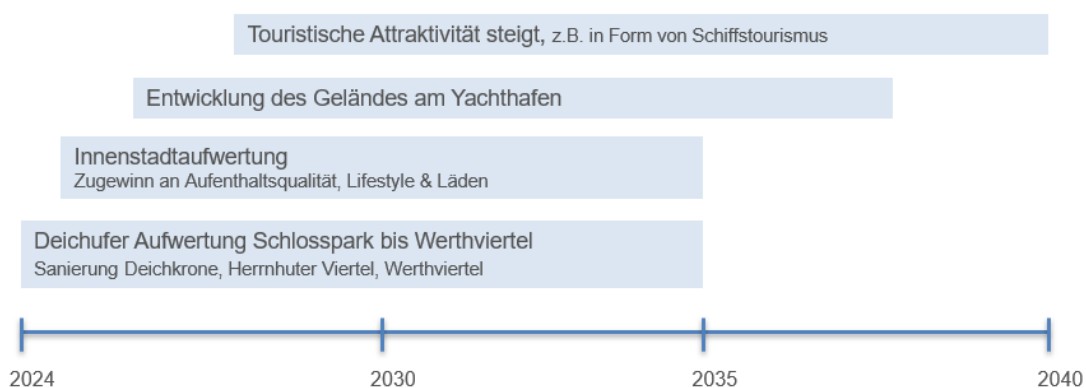 Touristische Attraktivität steigt, z.B. in Form von Schiffstourismus
Entwicklung des Geländes am Yachthafen
Innenstadtaufwertung
Zugewinn an Aufenthaltsqualität, Lifestyle & Läden
Deichufer Aufwertung Schlosspark bis Werthviertel
Sanierung Deichkrone, Herrnhuter Viertel, Werthviertel
2024 2030 2035 2040